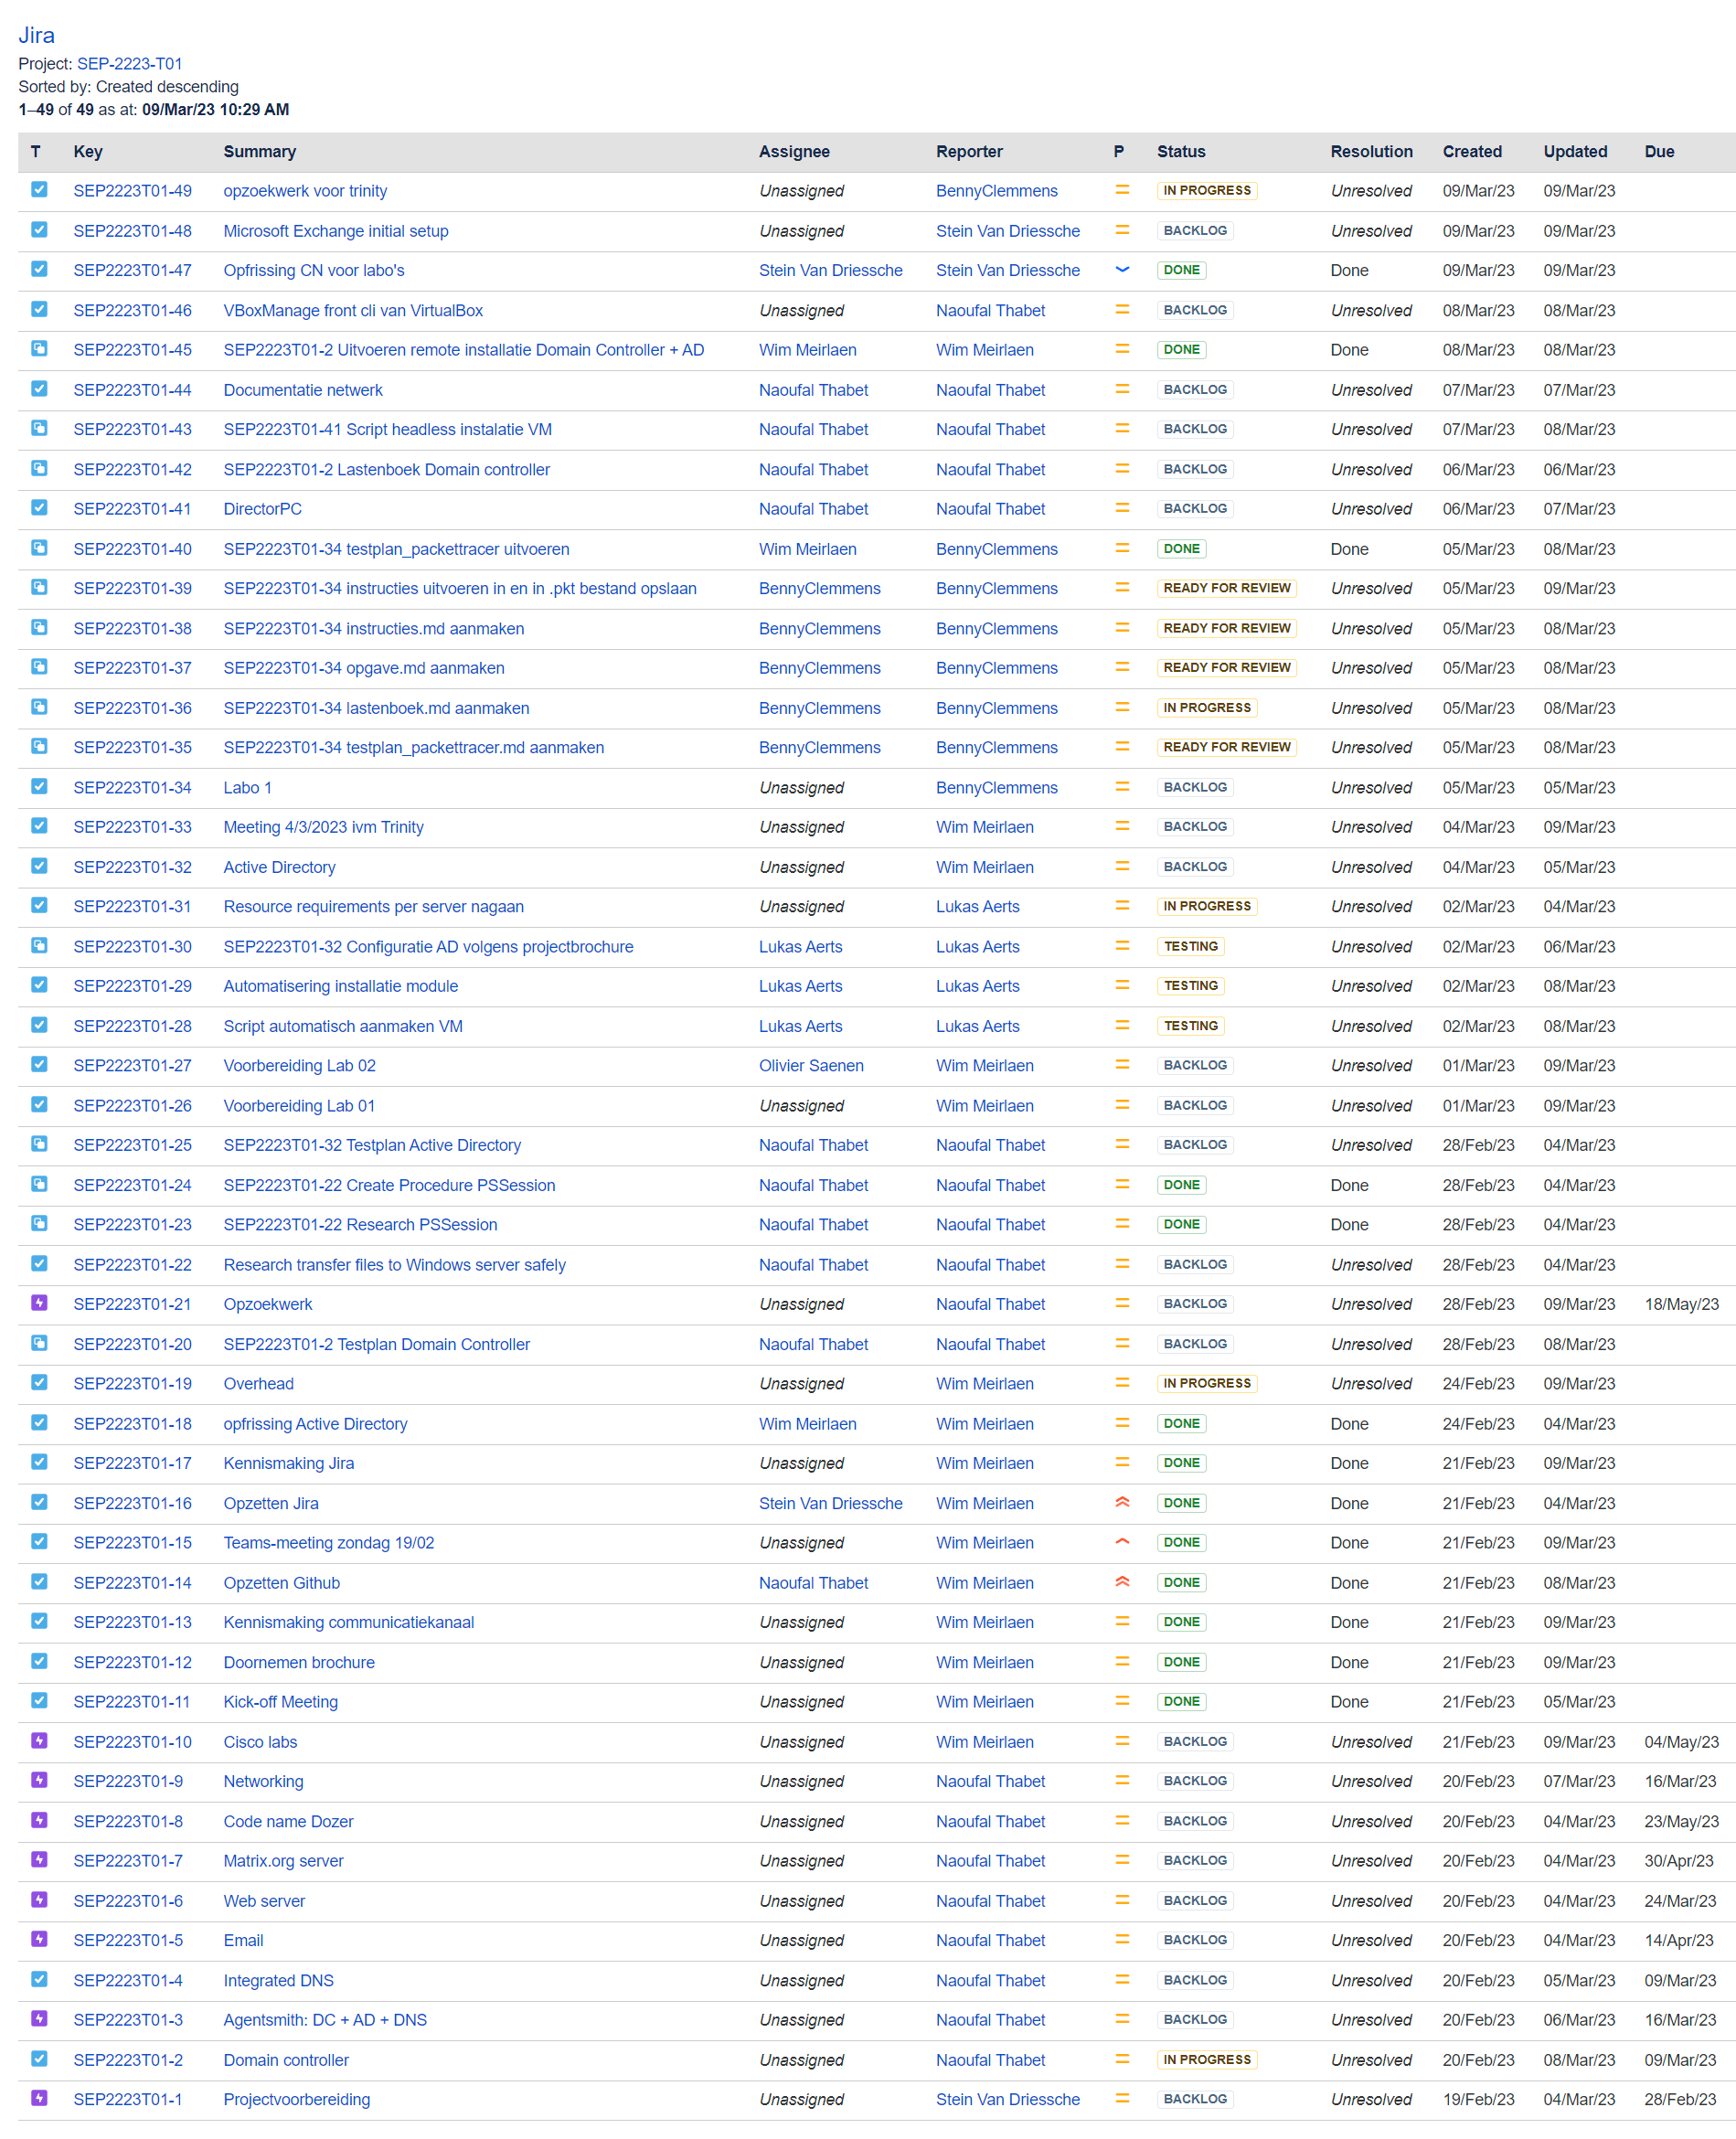 Jira
Project: SEP-2223-T01
Sorted by: Created descending
1–49 of 49 as at: 09/Mar/23 10:29 AM
T Key Summary Assignee Reporter P Status Resolution Created Updated Due
SEP2223T01-49 opzoekwerk voor trinity Unassigned BennyClemmens IN PROGRESS Unresolved 09/Mar/23 09/Mar/23
SEP2223T01-48 Microsoft Exchange initial setup Unassigned Stein Van Driessche BACKLOG Unresolved 09/Mar/23 09/Mar/23
SEP2223T01-47 Opfrissing CN voor labo's Stein Van Driessche Stein Van Driessche DONE Done 09/Mar/23 09/Mar/23
SEP2223T01-46 VBoxManage front cli van VirtualBox Unassigned Naoufal Thabet BACKLOG Unresolved 08/Mar/23 08/Mar/23
SEP2223T01-45 SEP2223T01-2 Uitvoeren remote installatie Domain Controller + AD Wim Meirlaen Wim Meirlaen DONE Done 08/Mar/23 08/Mar/23
SEP2223T01-44 Documentatie netwerk Naoufal Thabet Naoufal Thabet BACKLOG Unresolved 07/Mar/23 07/Mar/23
SEP2223T01-43 SEP2223T01-41 Script headless instalatie VM Naoufal Thabet Naoufal Thabet BACKLOG Unresolved 07/Mar/23 08/Mar/23
SEP2223T01-42 SEP2223T01-2 Lastenboek Domain controller Naoufal Thabet Naoufal Thabet BACKLOG Unresolved 06/Mar/23 06/Mar/23
SEP2223T01-41 DirectorPC Naoufal Thabet Naoufal Thabet BACKLOG Unresolved 06/Mar/23 07/Mar/23
SEP2223T01-40 SEP2223T01-34 testplan_packettracer uitvoeren Wim Meirlaen BennyClemmens DONE Done 05/Mar/23 08/Mar/23
SEP2223T01-39 SEP2223T01-34 instructies uitvoeren in en in .pkt bestand opslaan BennyClemmens BennyClemmens READY FOR REVIEW Unresolved 05/Mar/23 09/Mar/23
SEP2223T01-38 SEP2223T01-34 instructies.md aanmaken BennyClemmens BennyClemmens READY FOR REVIEW Unresolved 05/Mar/23 08/Mar/23
SEP2223T01-37 SEP2223T01-34 opgave.md aanmaken BennyClemmens BennyClemmens READY FOR REVIEW Unresolved 05/Mar/23 08/Mar/23
SEP2223T01-36 SEP2223T01-34 lastenboek.md aanmaken BennyClemmens BennyClemmens IN PROGRESS Unresolved 05/Mar/23 08/Mar/23
SEP2223T01-35 SEP2223T01-34 testplan_packettracer.md aanmaken BennyClemmens BennyClemmens READY FOR REVIEW Unresolved 05/Mar/23 08/Mar/23
SEP2223T01-34 Labo 1 Unassigned BennyClemmens BACKLOG Unresolved 05/Mar/23 05/Mar/23
SEP2223T01-33 Meeting 4/3/2023 ivm Trinity Unassigned Wim Meirlaen BACKLOG Unresolved 04/Mar/23 09/Mar/23
SEP2223T01-32 Active Directory Unassigned Wim Meirlaen BACKLOG Unresolved 04/Mar/23 05/Mar/23
SEP2223T01-31 Resource requirements per server nagaan Unassigned Lukas Aerts IN PROGRESS Unresolved 02/Mar/23 04/Mar/23
SEP2223T01-30 SEP2223T01-32 Configuratie AD volgens projectbrochure Lukas Aerts Lukas Aerts TESTING Unresolved 02/Mar/23 06/Mar/23
SEP2223T01-29 Automatisering installatie module Lukas Aerts Lukas Aerts TESTING Unresolved 02/Mar/23 08/Mar/23
SEP2223T01-28 Script automatisch aanmaken VM Lukas Aerts Lukas Aerts TESTING Unresolved 02/Mar/23 08/Mar/23
SEP2223T01-27 Voorbereiding Lab 02 Olivier Saenen Wim Meirlaen BACKLOG Unresolved 01/Mar/23 09/Mar/23
SEP2223T01-26 Voorbereiding Lab 01 Unassigned Wim Meirlaen BACKLOG Unresolved 01/Mar/23 09/Mar/23
SEP2223T01-25 SEP2223T01-32 Testplan Active Directory Naoufal Thabet Naoufal Thabet BACKLOG Unresolved 28/Feb/23 04/Mar/23
SEP2223T01-24 SEP2223T01-22 Create Procedure PSSession Naoufal Thabet Naoufal Thabet DONE Done 28/Feb/23 04/Mar/23
SEP2223T01-23 SEP2223T01-22 Research PSSession Naoufal Thabet Naoufal Thabet DONE Done 28/Feb/23 04/Mar/23
SEP2223T01-22 Research transfer files to Windows server safely Naoufal Thabet Naoufal Thabet BACKLOG Unresolved 28/Feb/23 04/Mar/23
SEP2223T01-21 Opzoekwerk Unassigned Naoufal Thabet BACKLOG Unresolved 28/Feb/23 09/Mar/23 18/May/23
SEP2223T01-20 SEP2223T01-2 Testplan Domain Controller Naoufal Thabet Naoufal Thabet BACKLOG Unresolved 28/Feb/23 08/Mar/23
SEP2223T01-19 Overhead Unassigned Wim Meirlaen IN PROGRESS Unresolved 24/Feb/23 09/Mar/23
SEP2223T01-18 opfrissing Active Directory Wim Meirlaen Wim Meirlaen DONE Done 24/Feb/23 04/Mar/23
SEP2223T01-17 Kennismaking Jira Unassigned Wim Meirlaen DONE Done 21/Feb/23 09/Mar/23
SEP2223T01-16 Opzetten Jira Stein Van Driessche Wim Meirlaen DONE Done 21/Feb/23 04/Mar/23
SEP2223T01-15 Teams-meeting zondag 19/02 Unassigned Wim Meirlaen DONE Done 21/Feb/23 09/Mar/23
SEP2223T01-14 Opzetten Github Naoufal Thabet Wim Meirlaen DONE Done 21/Feb/23 08/Mar/23
SEP2223T01-13 Kennismaking communicatiekanaal Unassigned Wim Meirlaen DONE Done 21/Feb/23 09/Mar/23
SEP2223T01-12 Doornemen brochure Unassigned Wim Meirlaen DONE Done 21/Feb/23 09/Mar/23
SEP2223T01-11 Kick-off Meeting Unassigned Wim Meirlaen DONE Done 21/Feb/23 05/Mar/23
SEP2223T01-10 Cisco labs Unassigned Wim Meirlaen BACKLOG Unresolved 21/Feb/23 09/Mar/23 04/May/23
SEP2223T01-9 Networking Unassigned Naoufal Thabet BACKLOG Unresolved 20/Feb/23 07/Mar/23 16/Mar/23
SEP2223T01-8 Code name Dozer Unassigned Naoufal Thabet BACKLOG Unresolved 20/Feb/23 04/Mar/23 23/May/23
SEP2223T01-7 Matrix.org server Unassigned Naoufal Thabet BACKLOG Unresolved 20/Feb/23 04/Mar/23 30/Apr/23
SEP2223T01-6 Web server Unassigned Naoufal Thabet BACKLOG Unresolved 20/Feb/23 04/Mar/23 24/Mar/23
SEP2223T01-5 Email Unassigned Naoufal Thabet BACKLOG Unresolved 20/Feb/23 04/Mar/23 14/Apr/23
SEP2223T01-4 Integrated DNS Unassigned Naoufal Thabet BACKLOG Unresolved 20/Feb/23 05/Mar/23 09/Mar/23
SEP2223T01-3 Agentsmith: DC + AD + DNS Unassigned Naoufal Thabet BACKLOG Unresolved 20/Feb/23 06/Mar/23 16/Mar/23
SEP2223T01-2 Domain controller Unassigned Naoufal Thabet IN PROGRESS Unresolved 20/Feb/23 08/Mar/23 09/Mar/23
SEP2223T01-1 Projectvoorbereiding Unassigned Stein Van Driessche BACKLOG Unresolved 19/Feb/23 04/Mar/23 28/Feb/23